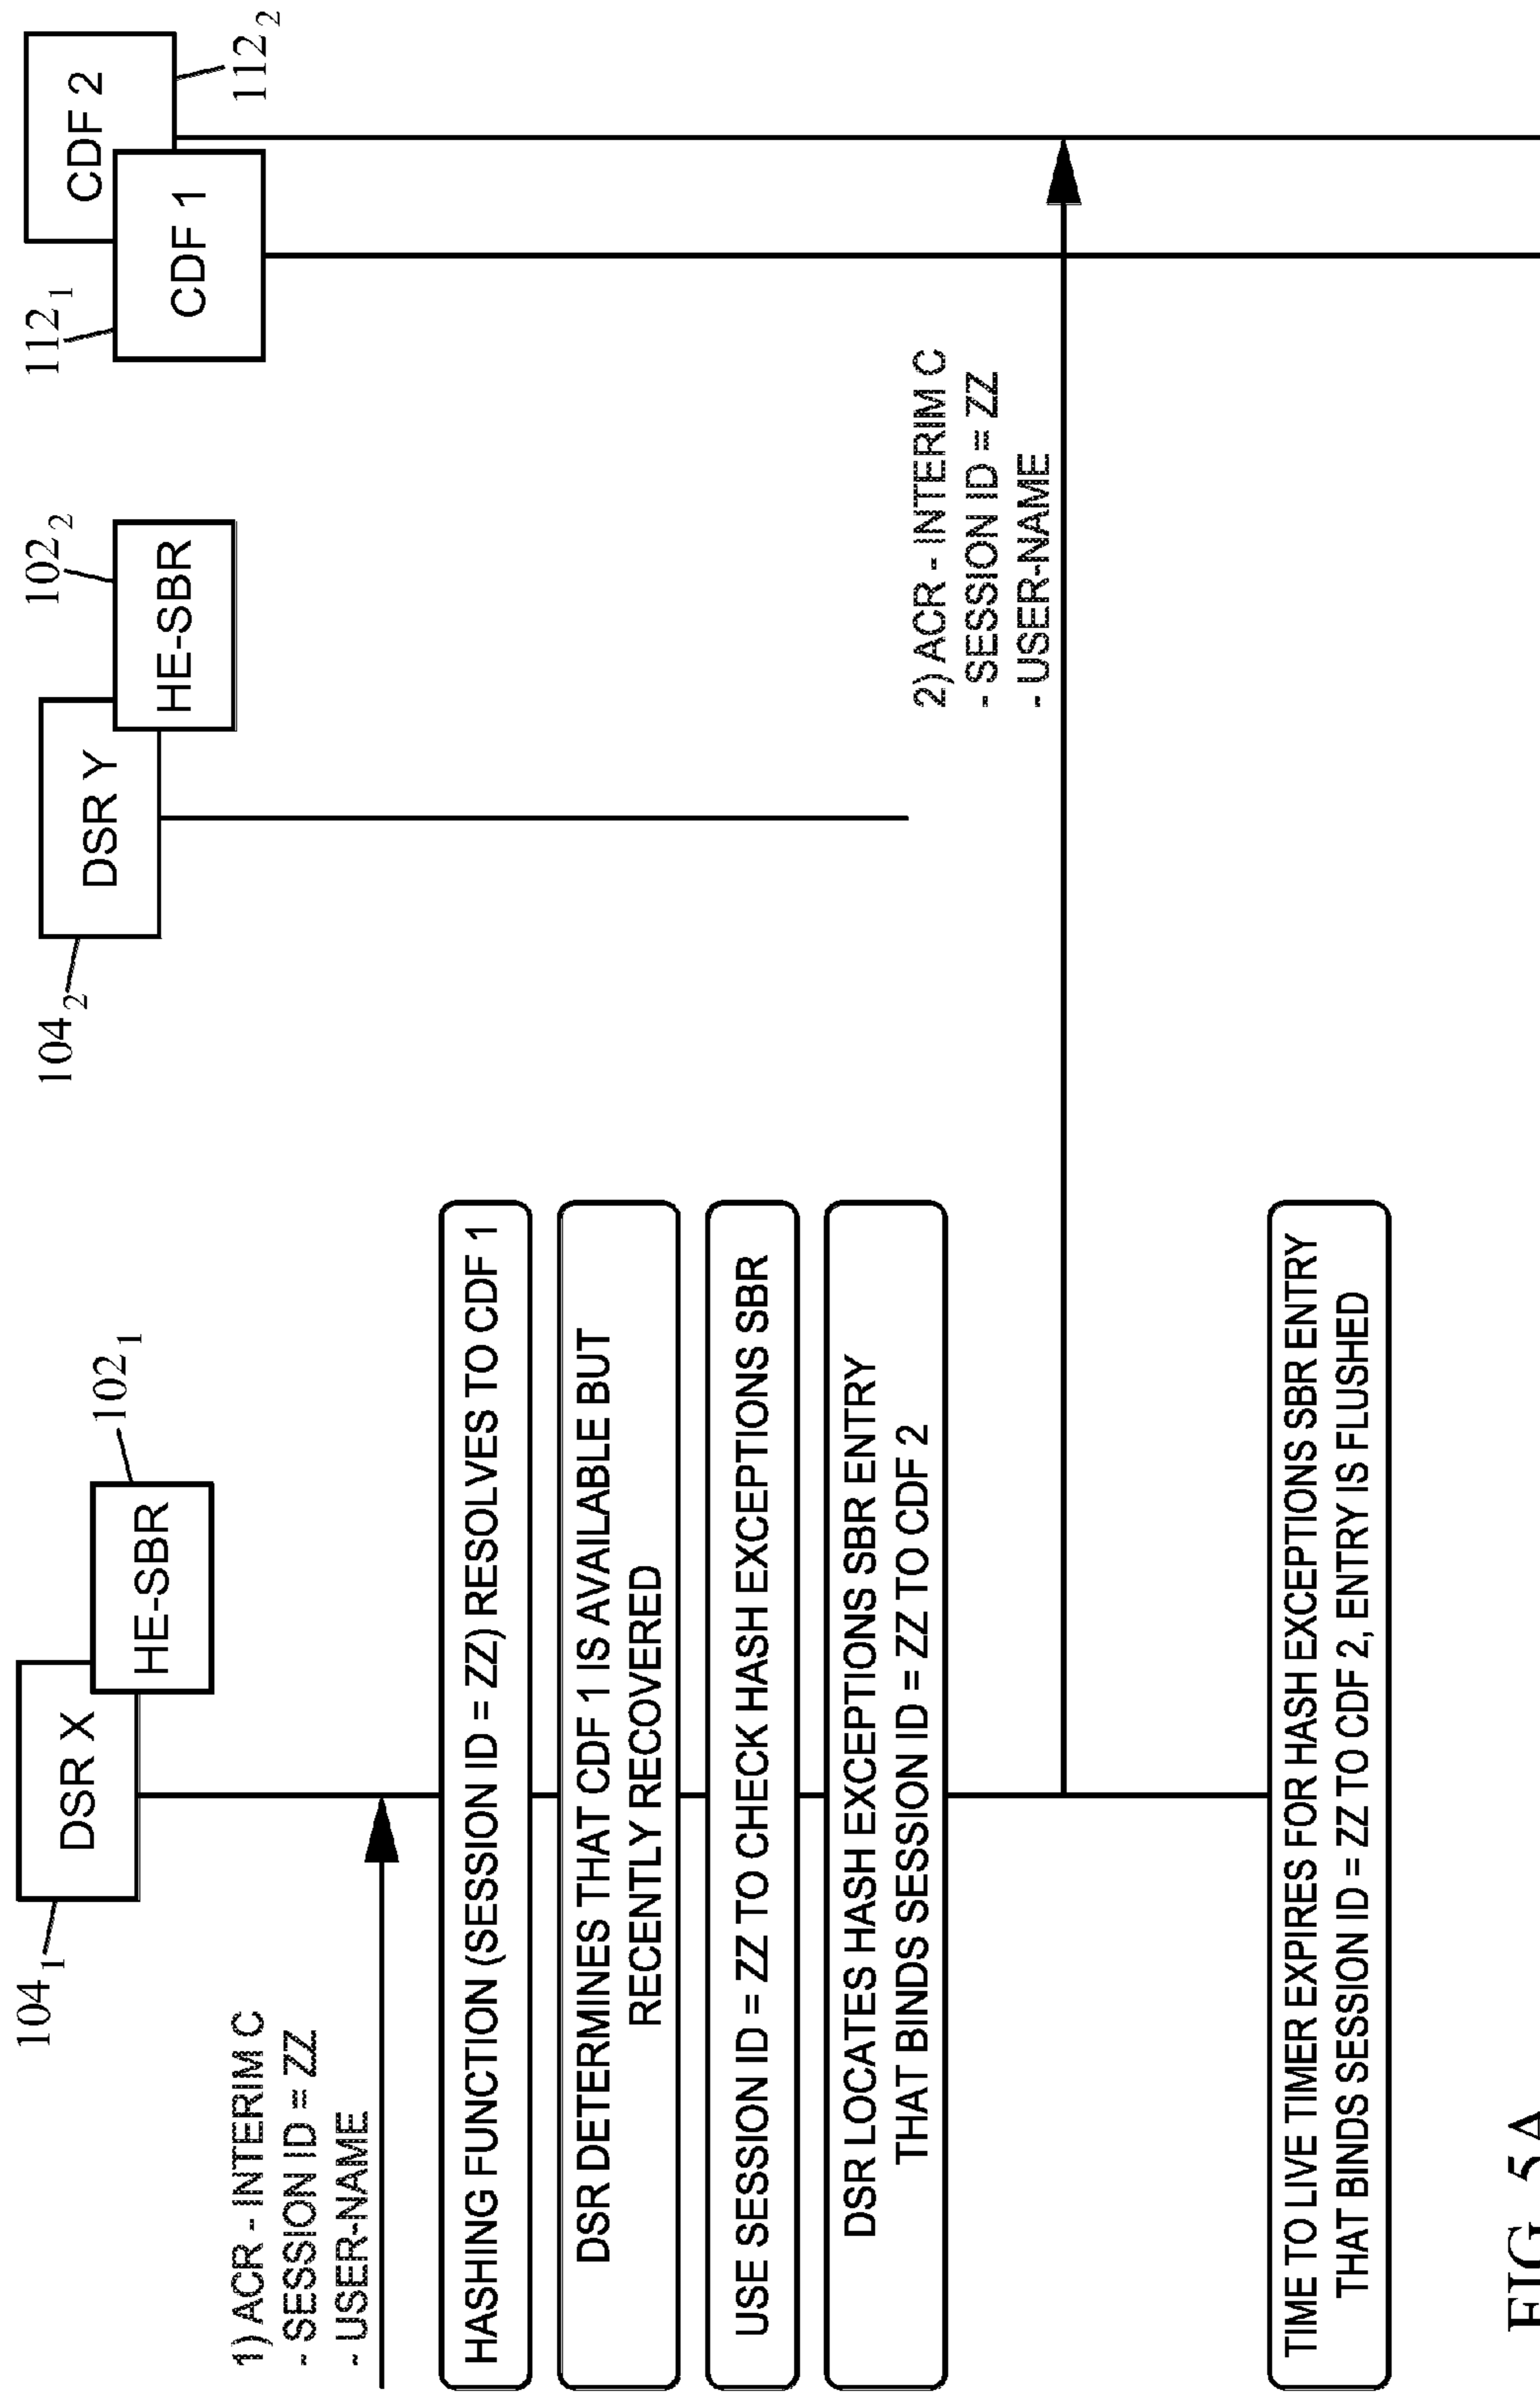 104₁
DSR X
HE-SBR
102₁
104₂
DSR Y
HE-SBR
102₂
112₁
CDF 1
CDF 2
112₂
1) ACR - INTERIM C
- SESSION ID = ZZ
- USER-NAME
HASHING FUNCTION (SESSION ID = ZZ) RESOLVES TO CDF 1
DSR DETERMINES THAT CDF 1 IS AVAILABLE BUT
RECENTLY RECOVERED
USE SESSION ID = ZZ TO CHECK HASH EXCEPTIONS SBR
DSR LOCATES HASH EXCEPTIONS SBR ENTRY
THAT BINDS SESSION ID = ZZ TO CDF 2
2) ACR - INTERIM C
- SESSION ID = ZZ
- USER-NAME
TIME TO LIVE TIMER EXPIRES FOR HASH EXCEPTIONS SBR ENTRY
THAT BINDS SESSION ID = ZZ TO CDF 2, ENTRY IS FLUSHED
FIG. 5A